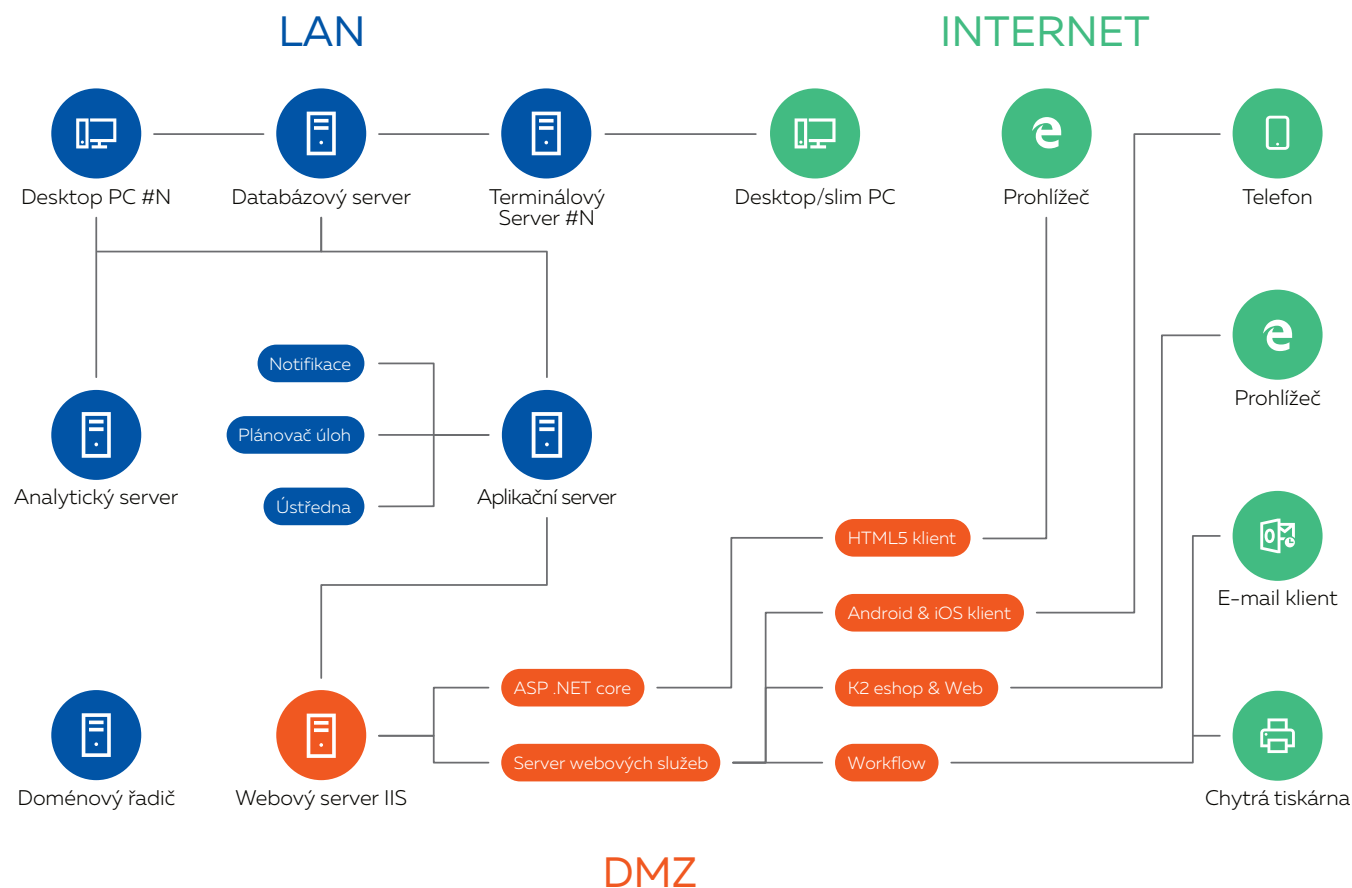 LAN
INTERNET
Desktop PC #N
Databázový server
Terminálový
Server #N
Desktop/slim PC
Prohlížeč
Telefon
Notifikace
Prohlížeč
Plánovač úloh
Analytický server
Ústředna
Aplikační server
HTML5 klient
E-mail klient
Android & iOS klient
ASP .NET core
K2 eshop & Web
Server webových služeb
Workflow
Doménový řadič
Webový server IIS
Chytrá tiskárna
DMZ